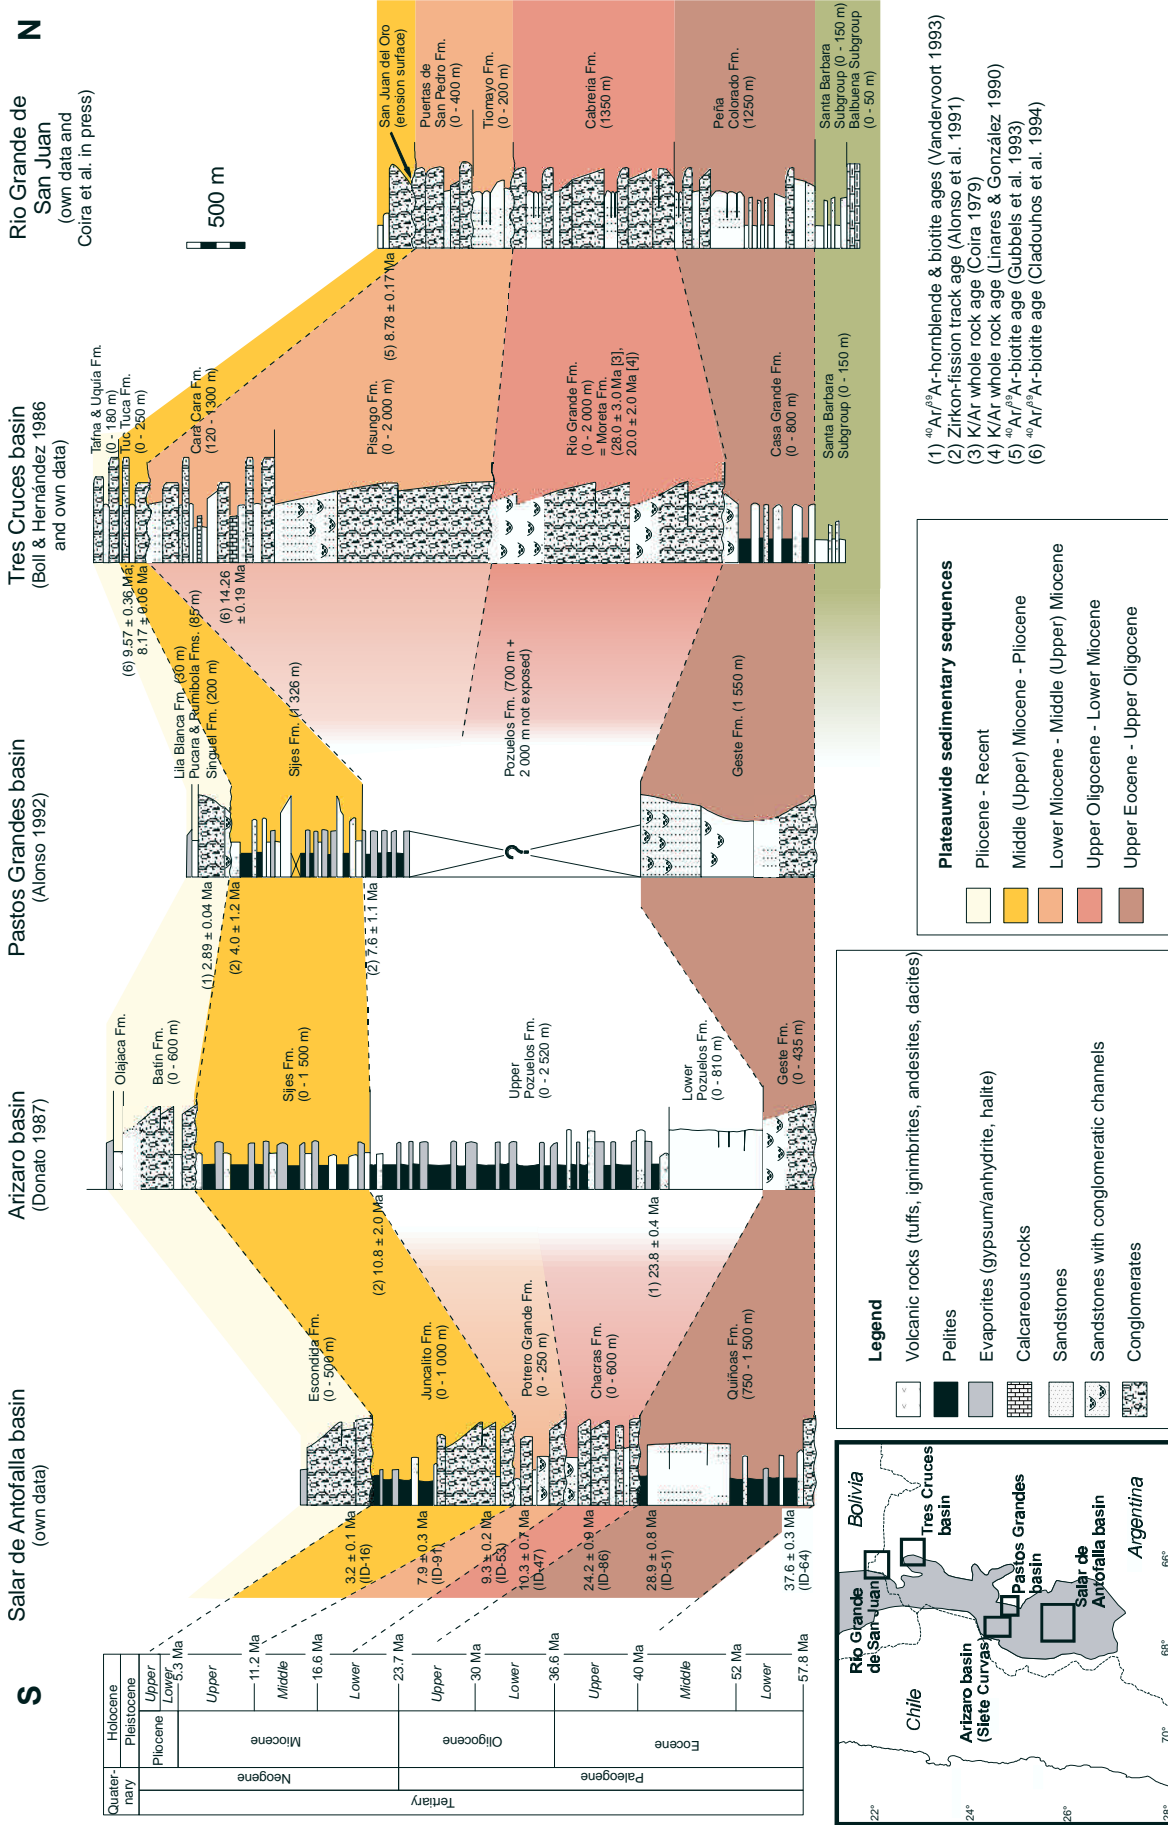 S
N
Salar de Antofalla basin
(own data)
Arizaro basin
(Donato 1987)
Pastos Grandes basin
(Alonso 1992)
Tres Cruces basin
(Boll & Hernández 1986
and own data)
Rio Grande de
San Juan
(own data and
Coira et al. in press)
500 m
Quater-
nary
Holocene
Pleistocene
Tertiary
Neogene
Paleogene
Pliocene
Miocene
Oligocene
Eocene
Upper
Lower
5.3 Ma
Upper
11.2 Ma
Middle
16.6 Ma
Lower
23.7 Ma
Upper
30 Ma
Lower
36.6 Ma
Upper
40 Ma
Middle
52 Ma
Lower
57.8 Ma
3.2 ± 0.1 Ma
(ID-16)
7.9 ± 0.3 Ma
(ID-91)
9.3 ± 0.2 Ma
(ID-53)
10.3 ± 0.7 Ma
(ID-47)
24.2 ± 0.9 Ma
(ID-86)
28.9 ± 0.8 Ma
(ID-51)
37.6 ± 0.3 Ma
(ID-64)
Escondida Fm.
(0 - 500 m)
Juncalito Fm.
(0 - 1 000 m)
Potrero Grande Fm.
(0 - 250 m)
Chacras Fm.
(0 - 600 m)
Quiñoas Fm.
(750 - 1 500 m)
(2) 10.8 ± 2.0 Ma
(1) 23.8 ± 0.4 Ma
Olajaca Fm.
Batín Fm.
(0 - 600 m)
Sijes Fm.
(0 - 1 500 m)
Upper
Pozuelos Fm.
(0 - 2 520 m)
Lower
Pozuelos Fm.
(0 - 810 m)
Geste Fm.
(0 - 435 m)
(1) 2.89 ± 0.04 Ma
(2) 4.0 ± 1.2 Ma
(2) 7.6 ± 1.1 Ma
?
Lila Blanca Fm. (30 m)
Pucara & Rumibola Fms. (85 m)
Singuel Fm. (200 m)
Sijes Fm. (1 326 m)
Pozuelos Fm. (700 m +
2 000 m not exposed)
Geste Fm. (1 550 m)
(6) 9.57 ± 0.36 Ma;
8.17 ± 0.06 Ma
(6) 14.26
± 0.19 Ma
Tafna & Uquía Fm.
(0 - 180 m)
Tuc Tuca Fm.
(0 - 250 m)
Cara Cara Fm.
(120 - 1300 m)
Pisungo Fm.
(0 - 2 000 m)
Rio Grande Fm.
(0 - 2 000 m)
= Moreta Fm.
(28.0 ± 3.0 Ma [3],
20.0 ± 2.0 Ma [4])
Casa Grande Fm.
(0 - 800 m)
Santa Barbara
Subgroup (0 - 150 m)
(5) 8.78 ± 0.17 Ma
San Juan del Oro
(erosion surface)
Puertas de
San Pedro Fm.
(0 - 400 m)
Tiomayo Fm.
(0 - 200 m)
Cabreria Fm.
(1350 m)
Peña
Colorado Fm.
(1250 m)
Santa Barbara
Subgroup (0 - 150 m)
Balbuena Subgroup
(0 - 50 m)
(1) ⁴⁰Ar/³⁹Ar-hornblende & biotite ages (Vandervoort 1993)
(2) Zirkon-fission track age (Alonso et al. 1991)
(3) K/Ar whole rock age (Coira 1979)
(4) K/Ar whole rock age (Linares & González 1990)
(5) ⁴⁰Ar/³⁹Ar-biotite age (Gubbels et al. 1993)
(6) ⁴⁰Ar/³⁹Ar-biotite age (Cladouhos et al. 1994)
Plateauwide sedimentary sequences
Pliocene - Recent
Middle (Upper) Miocene - Pliocene
Lower Miocene - Middle (Upper) Miocene
Upper Oligocene - Lower Miocene
Upper Eocene - Upper Oligocene
Legend
Volcanic rocks (tuffs, ignimbrites, andesites, dacites)
Pelites
Evaporites (gypsum/anhydrite, halite)
Calcareous rocks
Sandstones
Sandstones with conglomeratic channels
Conglomerates
Bolivia
Chile
Argentina
Rio Grande
de San Juan
Tres Cruces
basin
Pastos Grandes
basin
Arizaro basin
(Siete Curvas)
Salar de
Antofalla basin
22°
24°
26°
28°
70°
68°
66°